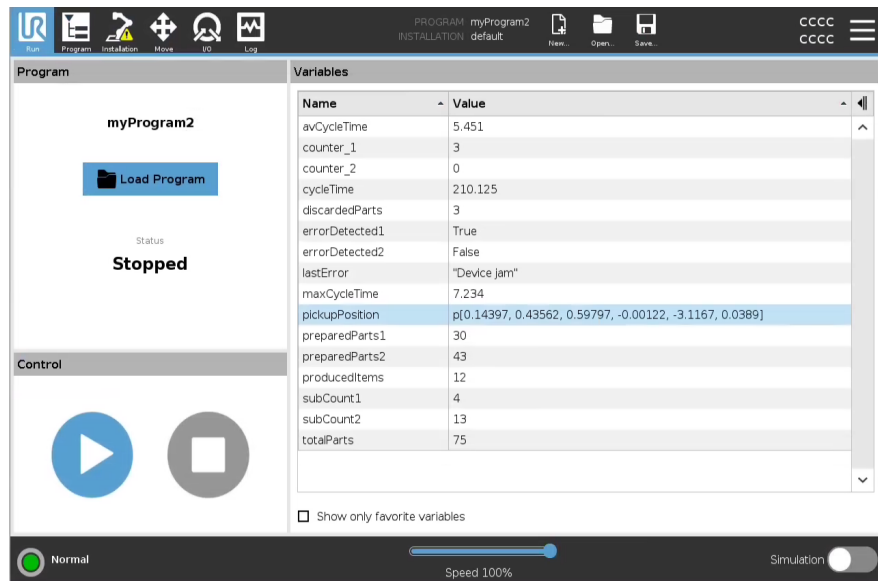 UR
Run Program Installation Move I/O Log
PROGRAM myProgram2
INSTALLATION default
New... Open... Save...
CCCC
CCCC
Program
myProgram2
Load Program
Status
Stopped
Control
Variables
Name Value
avCycleTime 5.451
counter_1 3
counter_2 0
cycleTime 210.125
discardedParts 3
errorDetected1 True
errorDetected2 False
lastError "Device jam"
maxCycleTime 7.234
pickupPosition p[0.14397, 0.43562, 0.59797, -0.00122, -3.1167, 0.0389]
preparedParts1 30
preparedParts2 43
producedItems 12
subCount1 4
subCount2 13
totalParts 75
Show only favorite variables
Normal
Speed 100%
Simulation